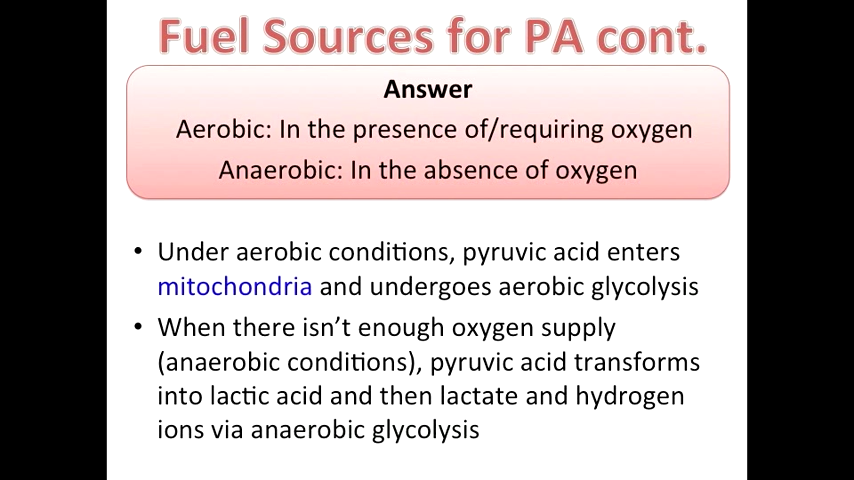 Fuel Sources for PA cont.
Answer
Aerobic: In the presence of/requiring oxygen
Anaerobic: In the absence of oxygen
• Under aerobic conditions, pyruvic acid enters
mitochondria and undergoes aerobic glycolysis
• When there isn’t enough oxygen supply
(anaerobic conditions), pyruvic acid transforms
into lactic acid and then lactate and hydrogen
ions via anaerobic glycolysis